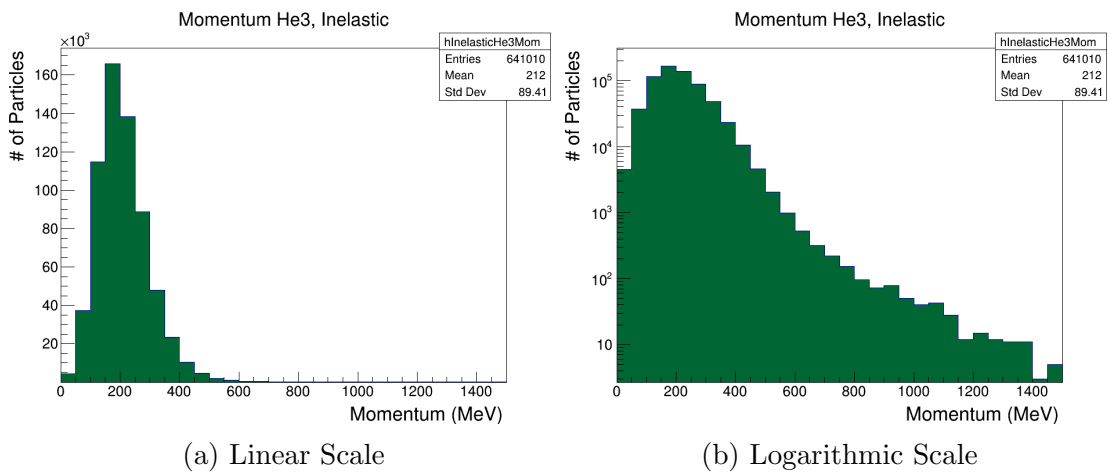 Momentum He3, Inelastic
×10³
hInelasticHe3Mom
Entries 641010
Mean 212
Std Dev 89.41
# of Particles
160
140
120
100
80
60
40
20
0 200 400 600 800 1000 1200 1400
Momentum (MeV)
(a) Linear Scale
Momentum He3, Inelastic
hInelasticHe3Mom
Entries 641010
Mean 212
Std Dev 89.41
# of Particles
10⁵
10⁴
10³
10²
10
0 200 400 600 800 1000 1200 1400
Momentum (MeV)
(b) Logarithmic Scale